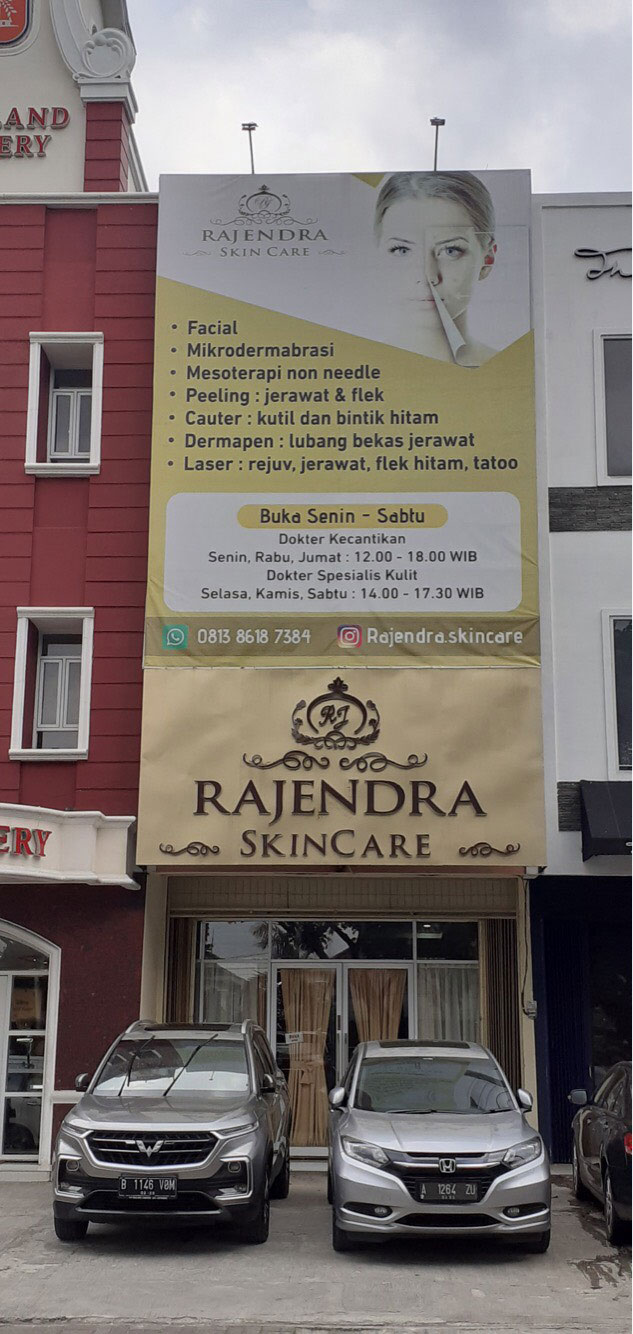 LAND
ERY
RAJENDRA
SKIN CARE
• Facial
• Mikrodermabrasi
• Mesoterapi non needle
• Peeling : jerawat & flek
• Cauter : kutil dan bintik hitam
• Dermapen : lubang bekas jerawat
• Laser : rejuv, jerawat, flek hitam, tatoo
Buka Senin - Sabtu
Dokter Kecantikan
Senin, Rabu, Jumat : 12.00 - 18.00 WIB
Dokter Spesialis Kulit
Selasa, Kamis, Sabtu : 14.00 - 17.30 WIB
0813 8618 7384 Rajendra.skincare
RJ
RAJENDRA
SKINCARE
ERY
B 1146 VBM
A 1264 ZU